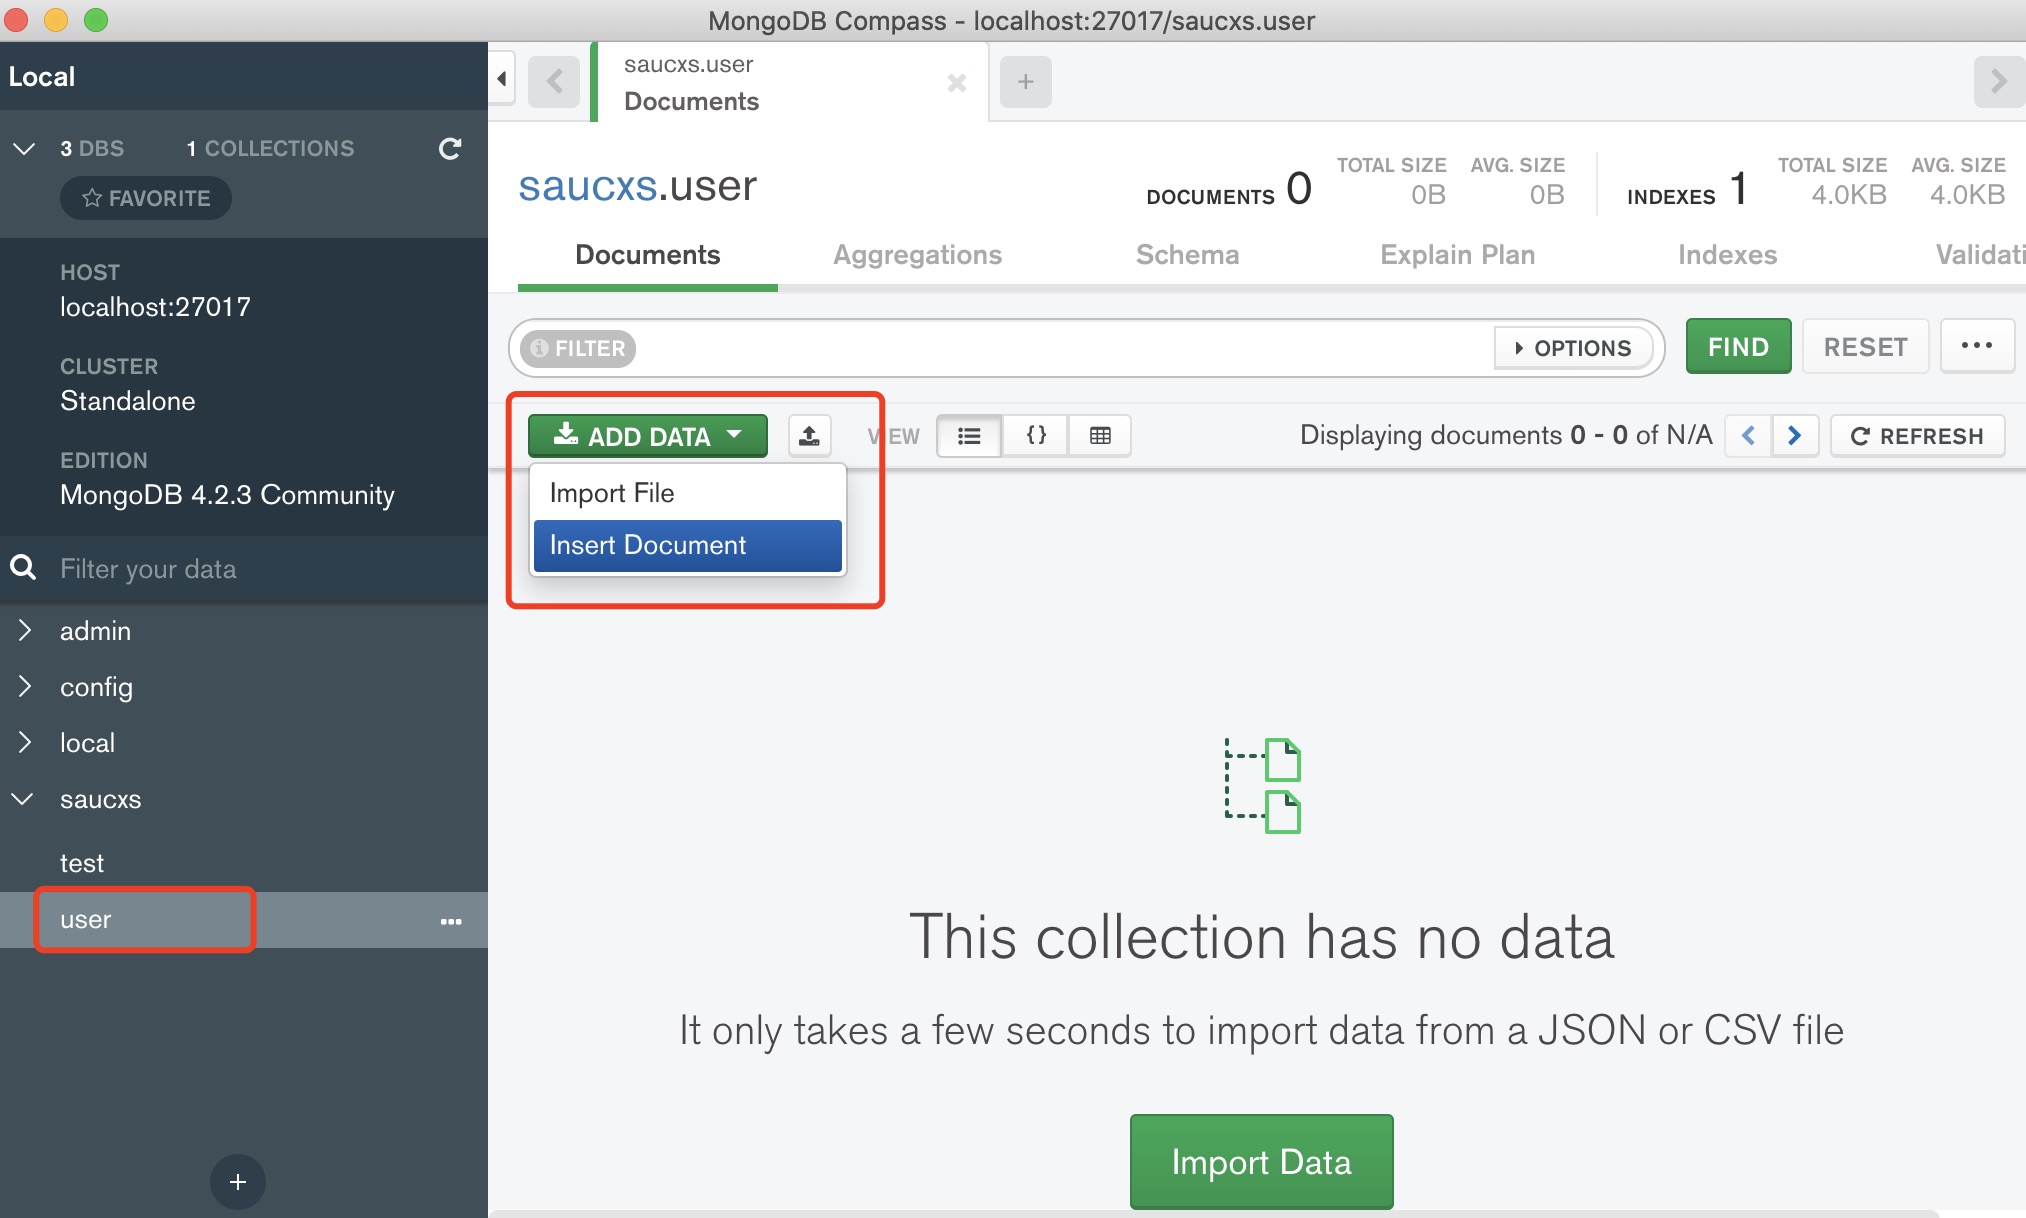 MongoDB Compass - localhost:27017/saucxs.user
Local
3 DBS 1 COLLECTIONS
FAVORITE
HOST
localhost:27017
CLUSTER
Standalone
EDITION
MongoDB 4.2.3 Community
Filter your data
admin
config
local
saucxs
test
user
saucxs.user
Documents
saucxs.user
DOCUMENTS 0
TOTAL SIZE
0B
AVG. SIZE
0B
INDEXES 1
TOTAL SIZE
4.0KB
AVG. SIZE
4.0KB
Documents Aggregations Schema Explain Plan Indexes Validati
FILTER OPTIONS FIND RESET
ADD DATA VIEW Displaying documents 0 - 0 of N/A REFRESH
Import File
Insert Document
This collection has no data
It only takes a few seconds to import data from a JSON or CSV file
Import Data